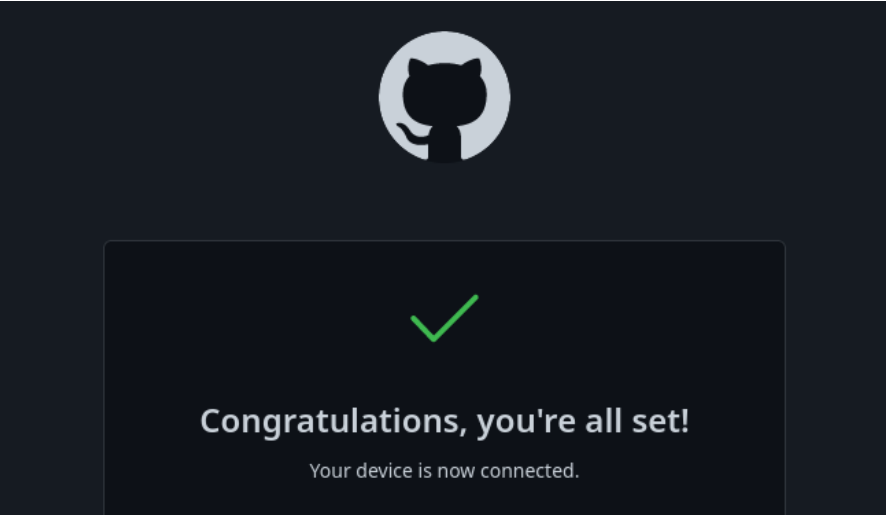 Congratulations, you're all set!
Your device is now connected.